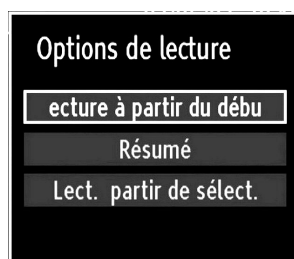 Options de lecture
ecture à partir du débu
Résumé
Lect. partir de sélect.